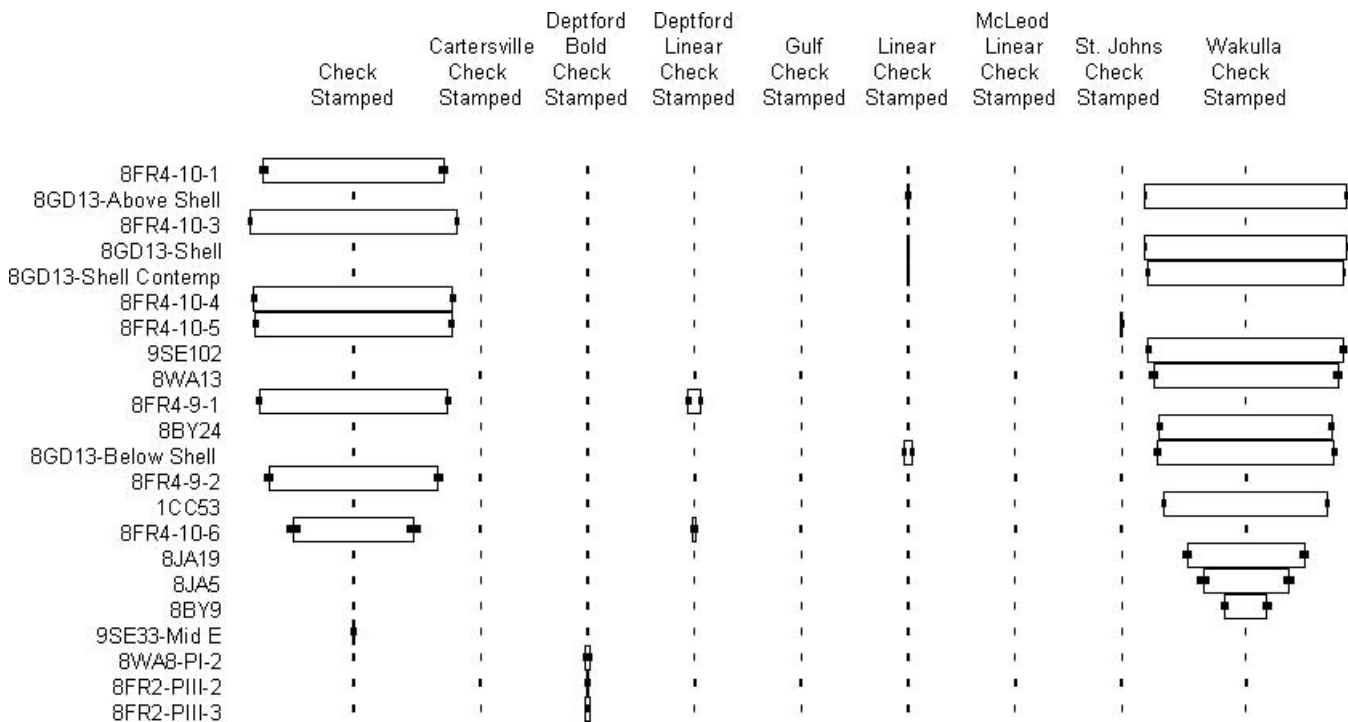 Deptford Deptford McLeod
Cartersville Bold Linear Gulf Linear Linear St. Johns Wakulla
Check Check Check Check Check Check Check Check Check
Stamped Stamped Stamped Stamped Stamped Stamped Stamped Stamped Stamped
8FR4-10-1
8GD13-Above Shell
8FR4-10-3
8GD13-Shell
8GD13-Shell Contemp
8FR4-10-4
8FR4-10-5
9SE102
8WA13
8FR4-9-1
8BY24
8GD13-Below Shell
8FR4-9-2
1CC53
8FR4-10-6
8JA19
8JA5
8BY9
9SE33-Mid E
8WA8-PI-2
8FR2-PIII-2
8FR2-PIII-3